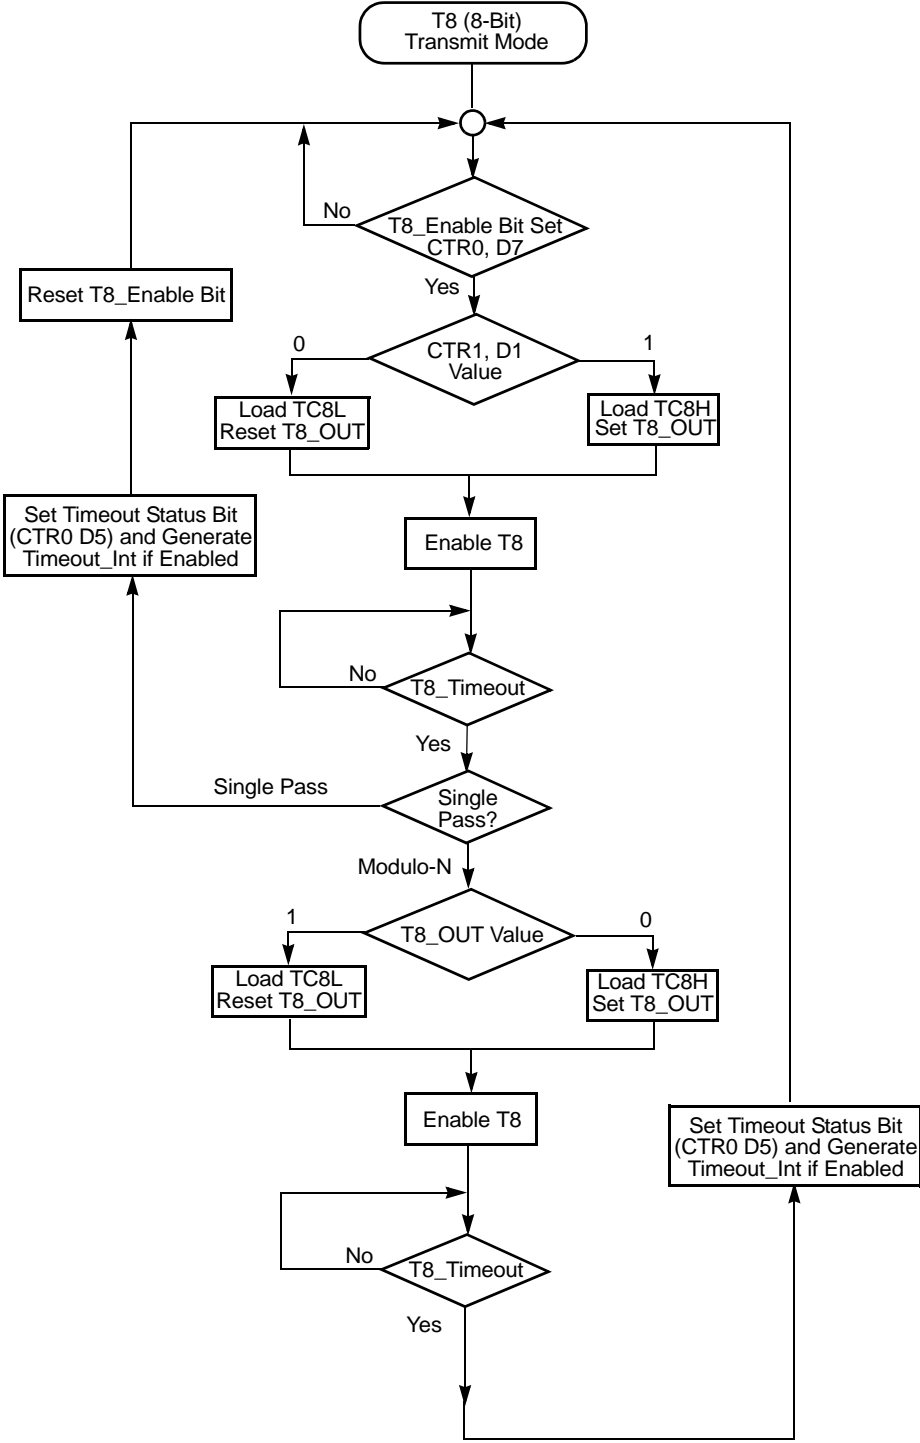 T8 (8-Bit)
Transmit Mode
No
T8_Enable Bit Set
CTR0, D7
Yes
Reset T8_Enable Bit
0
CTR1, D1
Value
1
Load TC8L
Reset T8_OUT
Load TC8H
Set T8_OUT
Set Timeout Status Bit
(CTR0 D5) and Generate
Timeout_Int if Enabled
Enable T8
No
T8_Timeout
Yes
Single Pass
Single
Pass?
Modulo-N
1
T8_OUT Value
0
Load TC8L
Reset T8_OUT
Load TC8H
Set T8_OUT
Enable T8
Set Timeout Status Bit
(CTR0 D5) and Generate
Timeout_Int if Enabled
No
T8_Timeout
Yes